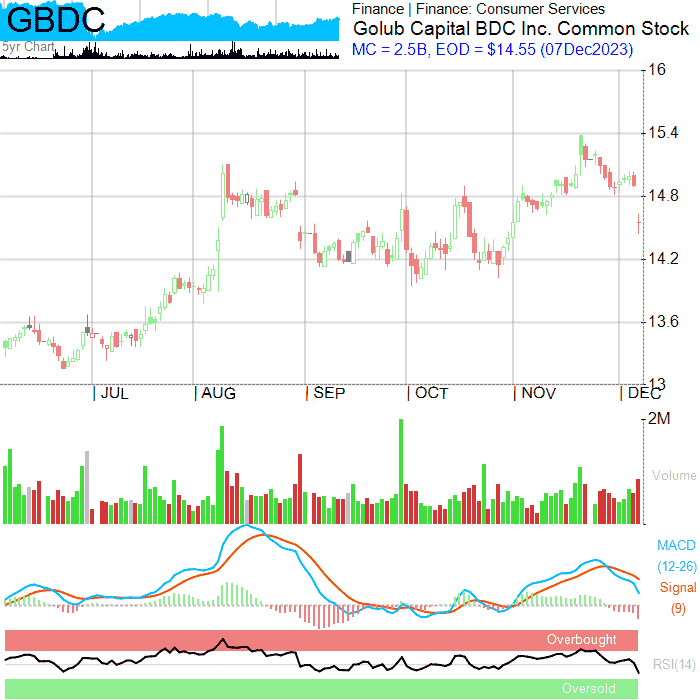 GBDC
5yr Chart
Finance | Finance: Consumer Services
Golub Capital BDC Inc. Common Stock
MC = 2.5B, EOD = $14.55 (07Dec2023)
16
15.4
14.8
14.2
13.6
13
JUL AUG SEP OCT NOV DEC
2M
Volume
MACD
(12-26)
Signal
(9)
Overbought
RSI(14)
Oversold